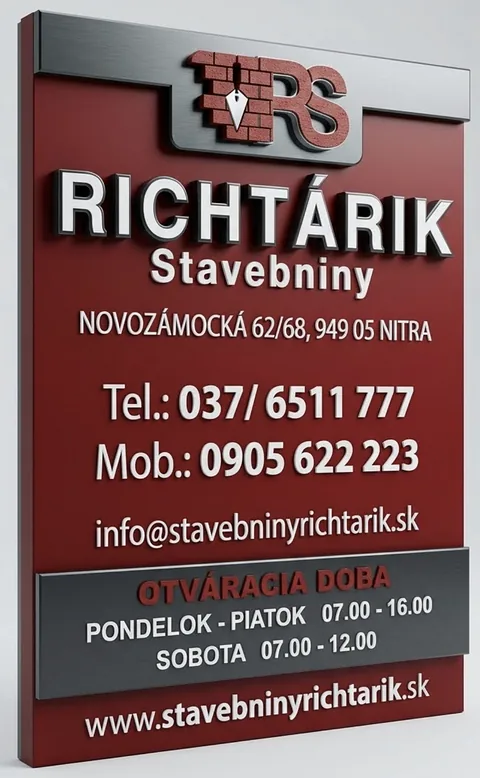 RS
RICHTÁRIK
Stavebniny
NOVOZÁMOCKÁ 62/68, 949 05 NITRA
Tel.: 037/ 6511 777
Mob.: 0905 622 223
info@stavebninyrichtarik.sk
OTVÁRACIA DOBA
PONDELOK - PIATOK 07.00 - 16.00
SOBOTA 07.00 - 12.00
www.stavebninyrichtarik.sk